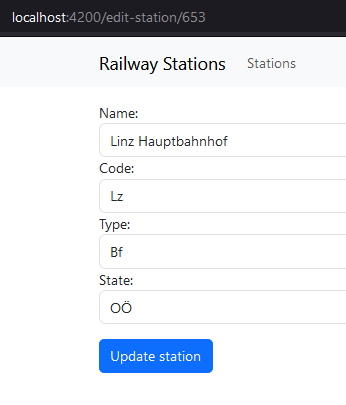 localhost:4200/edit-station/653
Railway Stations Stations
Name:
Linz Hauptbahnhof
Code:
Lz
Type:
Bf
State:
OÖ
Update station